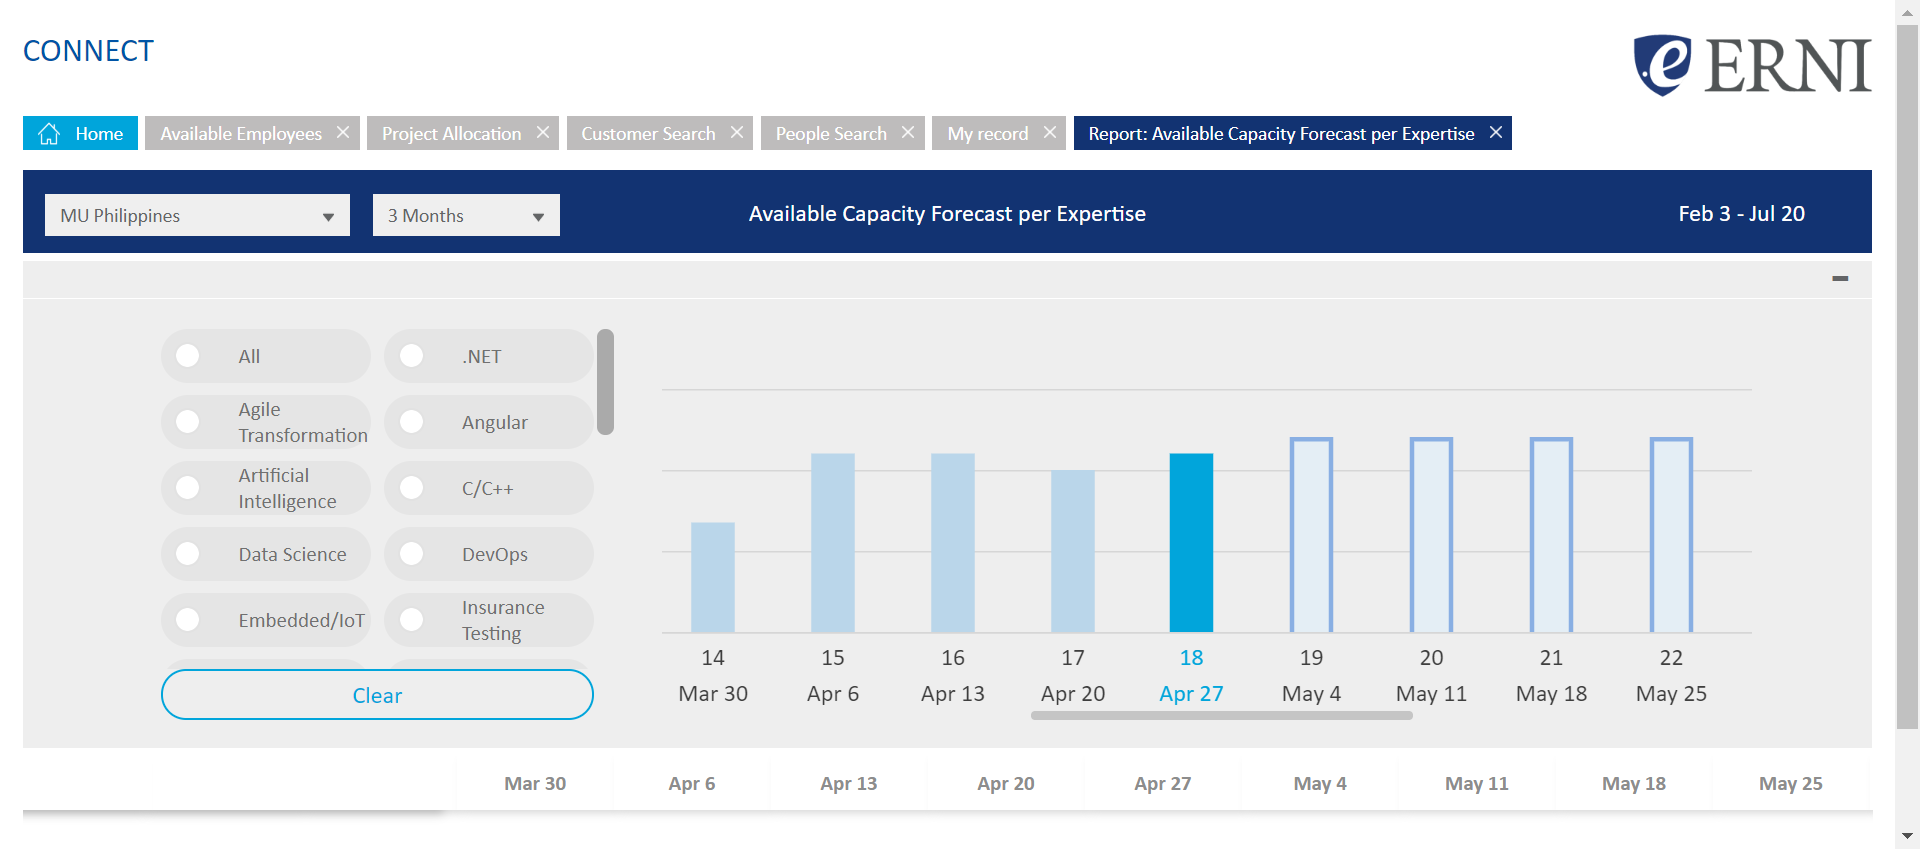 CONNECT
ERNI
Home
Available Employees
Project Allocation
Customer Search
People Search
My record
Report: Available Capacity Forecast per Expertise
MU Philippines
3 Months
Available Capacity Forecast per Expertise
Feb 3 - Jul 20
All
.NET
Agile
Transformation
Angular
Artificial
Intelligence
C/C++
Data Science
DevOps
Embedded/IoT
Insurance
Testing
Clear
14 15 16 17 18 19 20 21 22
Mar 30 Apr 6 Apr 13 Apr 20 Apr 27 May 4 May 11 May 18 May 25
Mar 30 Apr 6 Apr 13 Apr 20 Apr 27 May 4 May 11 May 18 May 25